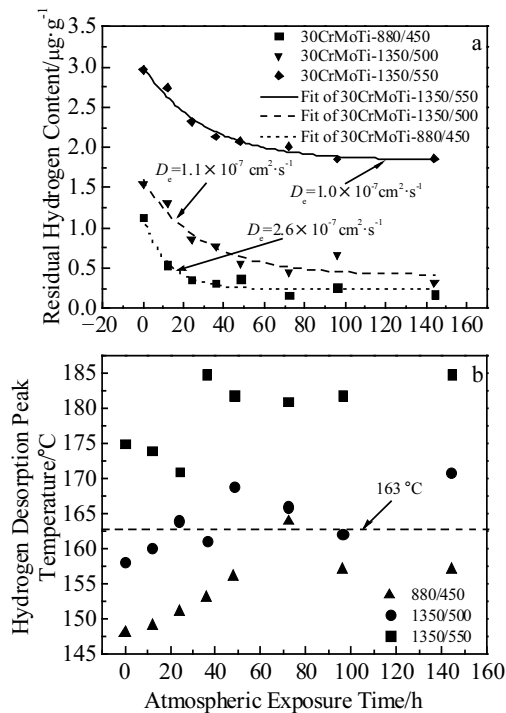 a
30CrMoTi-880/450
30CrMoTi-1350/500
30CrMoTi-1350/550
Fit of 30CrMoTi-1350/550
Fit of 30CrMoTi-1350/500
Fit of 30CrMoTi-880/450
Residual Hydrogen Content/μg·g⁻¹
3.5
3.0
2.5
2.0
1.5
1.0
0.5
0.0
Dₑ=1.1×10⁻⁷ cm²·s⁻¹
Dₑ=1.0×10⁻⁷cm²·s⁻¹
Dₑ=2.6×10⁻⁷cm²·s⁻¹
−20 0 20 40 60 80 100 120 140 160
b
Hydrogen Desorption Peak
Temperature/°C
185
180
175
170
165
160
155
150
145
163 °C
880/450
1350/500
1350/550
0 20 40 60 80 100 120 140 160
Atmospheric Exposure Time/h